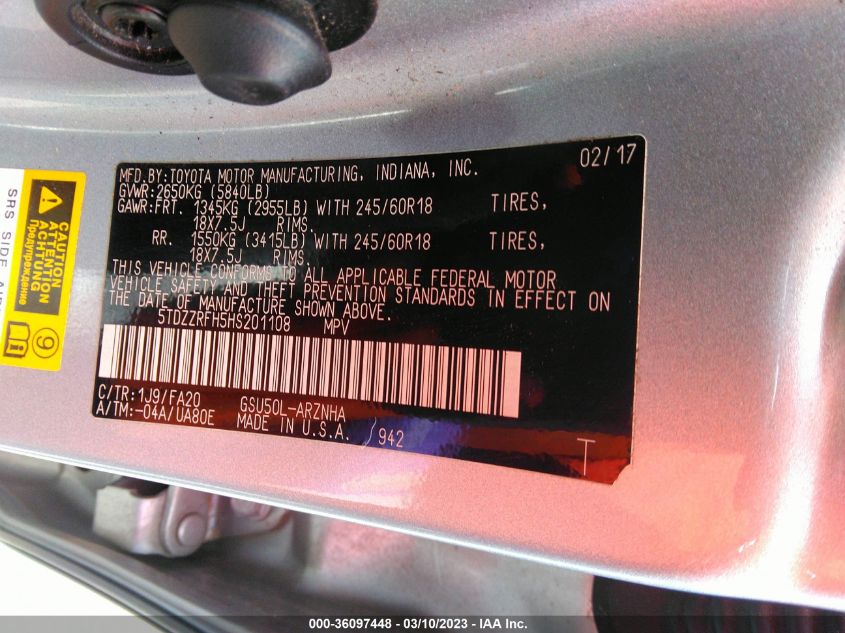 MFD.BY:TOYOTA MOTOR MANUFACTURING, INDIANA, INC. 02/17
GVWR:2650KG (5840LB)
GAWR:FRT. 1345KG (2955LB) WITH 245/60R18 TIRES,
18X7.5J RIMS.
RR. 1550KG (3415LB) WITH 245/60R18 TIRES,
18X7.5J RIMS.
THIS VEHICLE CONFORMS TO ALL APPLICABLE FEDERAL MOTOR
VEHICLE SAFETY AND THEFT PREVENTION STANDARDS IN EFFECT ON
THE DATE OF MANUFACTURE SHOWN ABOVE.
5TDZZRFH5HS201108 MPV
C/TR:1J9/FA20 GSU50L-ARZNHA
A/TM:-04A/UA80E MADE IN U.S.A. /942 T
SRS SIDE
ATTENTION
ACHTUNG
Предупреждение
9
000-36097448 - 03/10/2023 - IAA Inc.